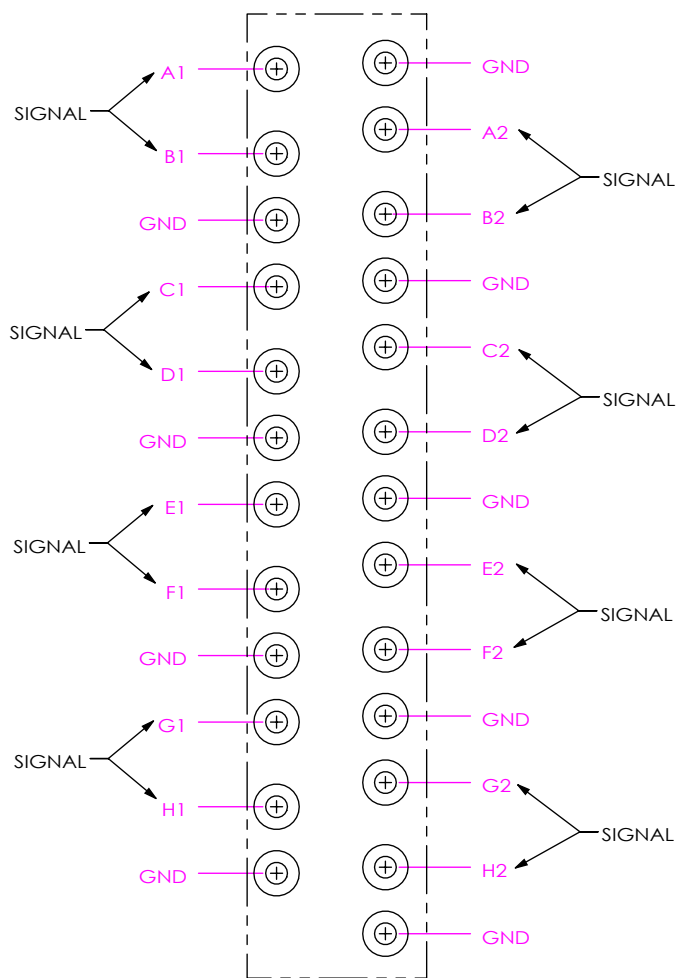 A1
SIGNAL
B1
GND
C1
SIGNAL
D1
GND
E1
SIGNAL
F1
GND
G1
SIGNAL
H1
GND
GND
A2
SIGNAL
B2
GND
C2
SIGNAL
D2
GND
E2
SIGNAL
F2
GND
G2
SIGNAL
H2
GND